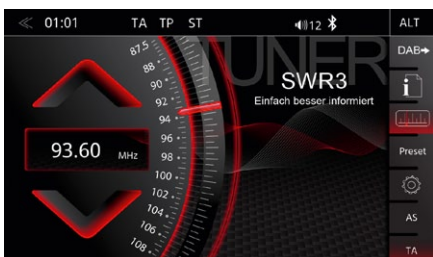 01:01 TA TP ST 12 ALT
TUNER
DAB
87.5
88
90
92
94
96
98
100
102
104
106
108
SWR3
Einfach besser informiert
i
93.60 MHz
Preset
AS
TA